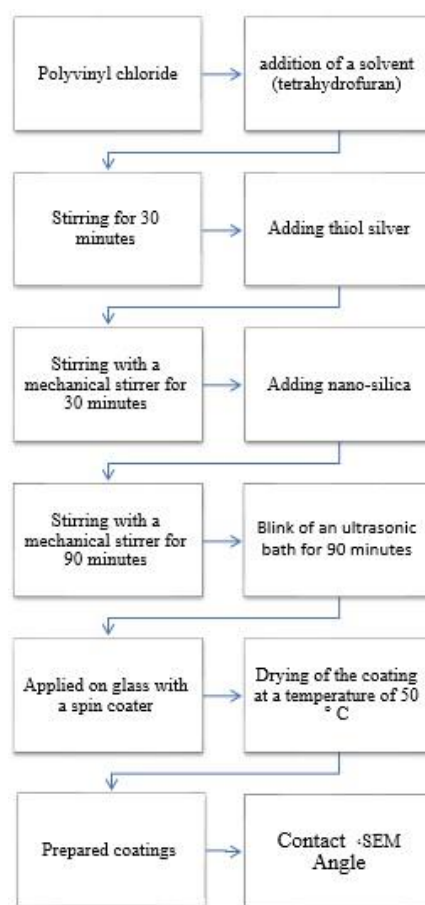 Polyvinyl chloride
addition of a solvent
(tetrahydrofuran)
Stirring for 30
minutes
Adding thiol silver
Stirring with a
mechanical stirrer for
30 minutes
Adding nano-silica
Stirring with a
mechanical stirrer for
90 minutes
Blink of an ultrasonic
bath for 90 minutes
Applied on glass with
a spin coater
Drying of the coating
at a temperature of 50
° C
Prepared coatings
Contact ،SEM
Angle